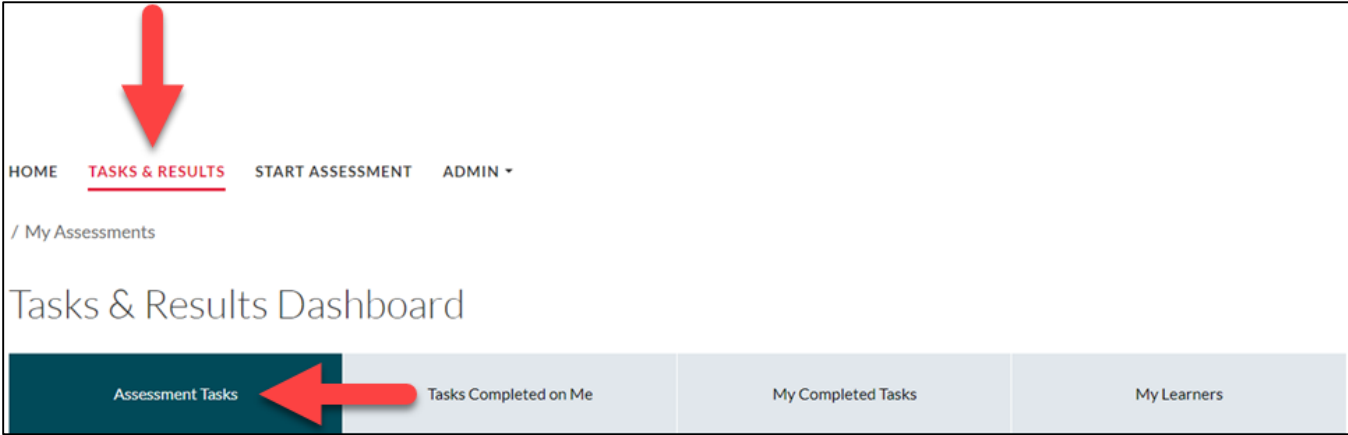 HOME TASKS & RESULTS START ASSESSMENT ADMIN
/ My Assessments
Tasks & Results Dashboard
Assessment Tasks Tasks Completed on Me My Completed Tasks My Learners